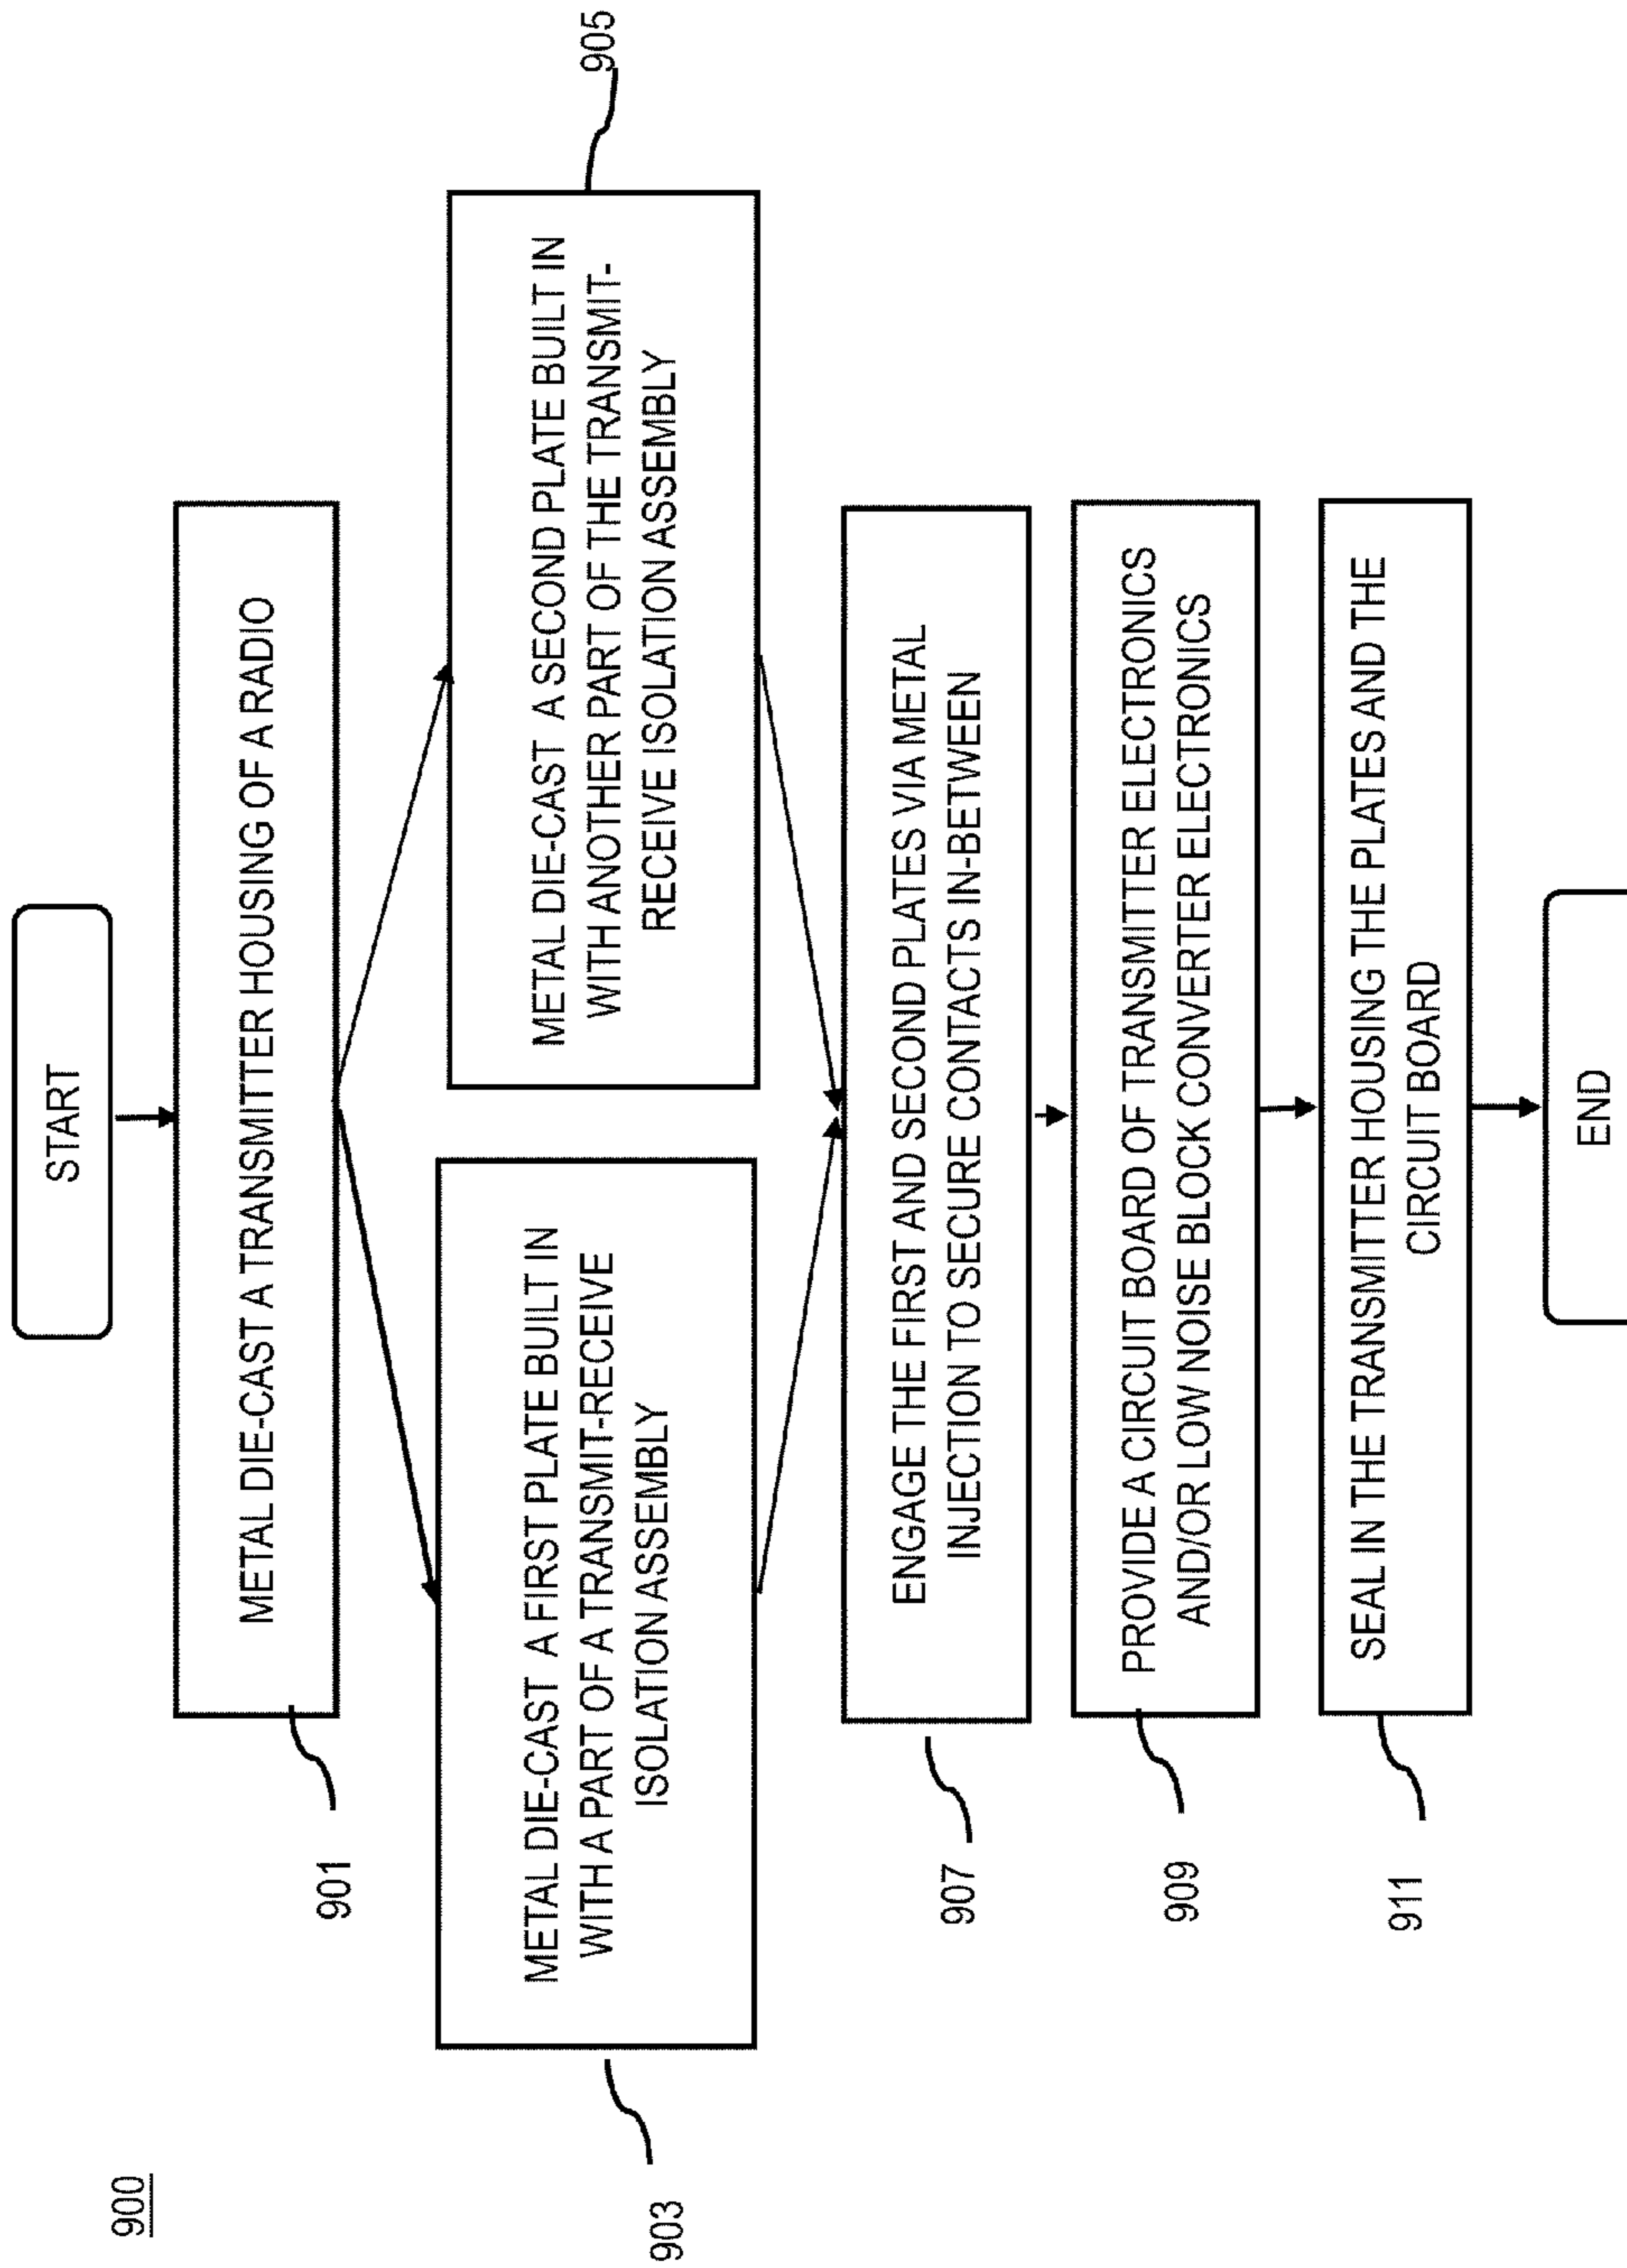 900
START
901
METAL DIE-CAST A TRANSMITTER HOUSING OF A RADIO
903
METAL DIE-CAST A FIRST PLATE BUILT IN
WITH A PART OF A TRANSMIT-RECEIVE
ISOLATION ASSEMBLY
905
METAL DIE-CAST A SECOND PLATE BUILT IN
WITH ANOTHER PART OF THE TRANSMIT-
RECEIVE ISOLATION ASSEMBLY
907
ENGAGE THE FIRST AND SECOND PLATES VIA METAL
INJECTION TO SECURE CONTACTS IN-BETWEEN
909
PROVIDE A CIRCUIT BOARD OF TRANSMITTER ELECTRONICS
AND/OR LOW NOISE BLOCK CONVERTER ELECTRONICS
911
SEAL IN THE TRANSMITTER HOUSING THE PLATES AND THE
CIRCUIT BOARD
END